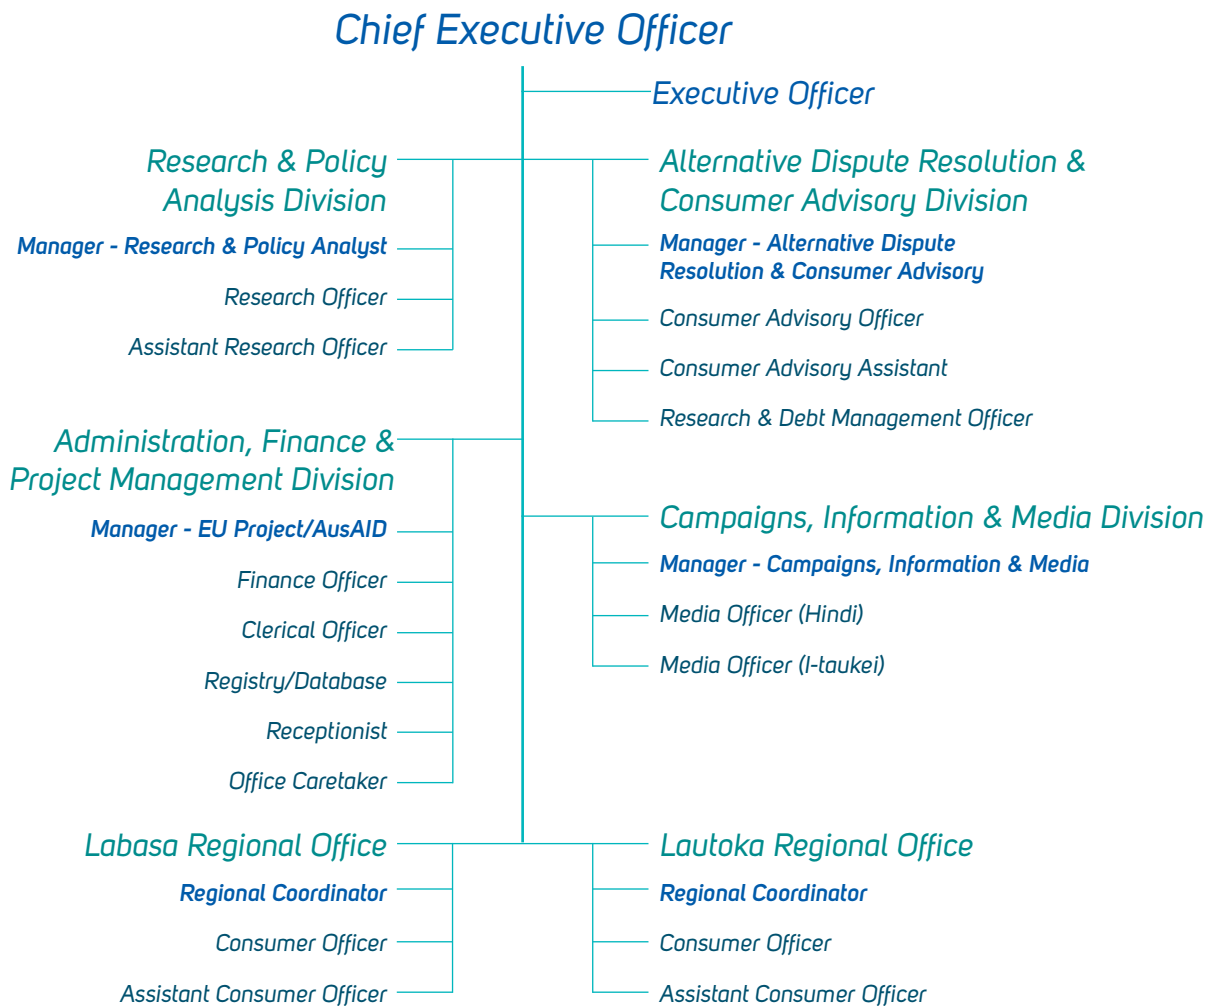 Chief Executive Officer
Executive Officer
Research & Policy
Analysis Division
Manager - Research & Policy Analyst
Research Officer
Assistant Research Officer
Alternative Dispute Resolution &
Consumer Advisory Division
Manager - Alternative Dispute
Resolution & Consumer Advisory
Consumer Advisory Officer
Consumer Advisory Assistant
Research & Debt Management Officer
Administration, Finance &
Project Management Division
Manager - EU Project/AusAID
Finance Officer
Clerical Officer
Registry/Database
Receptionist
Office Caretaker
Campaigns, Information & Media Division
Manager - Campaigns, Information & Media
Media Officer (Hindi)
Media Officer (I-taukei)
Labasa Regional Office
Regional Coordinator
Consumer Officer
Assistant Consumer Officer
Lautoka Regional Office
Regional Coordinator
Consumer Officer
Assistant Consumer Officer